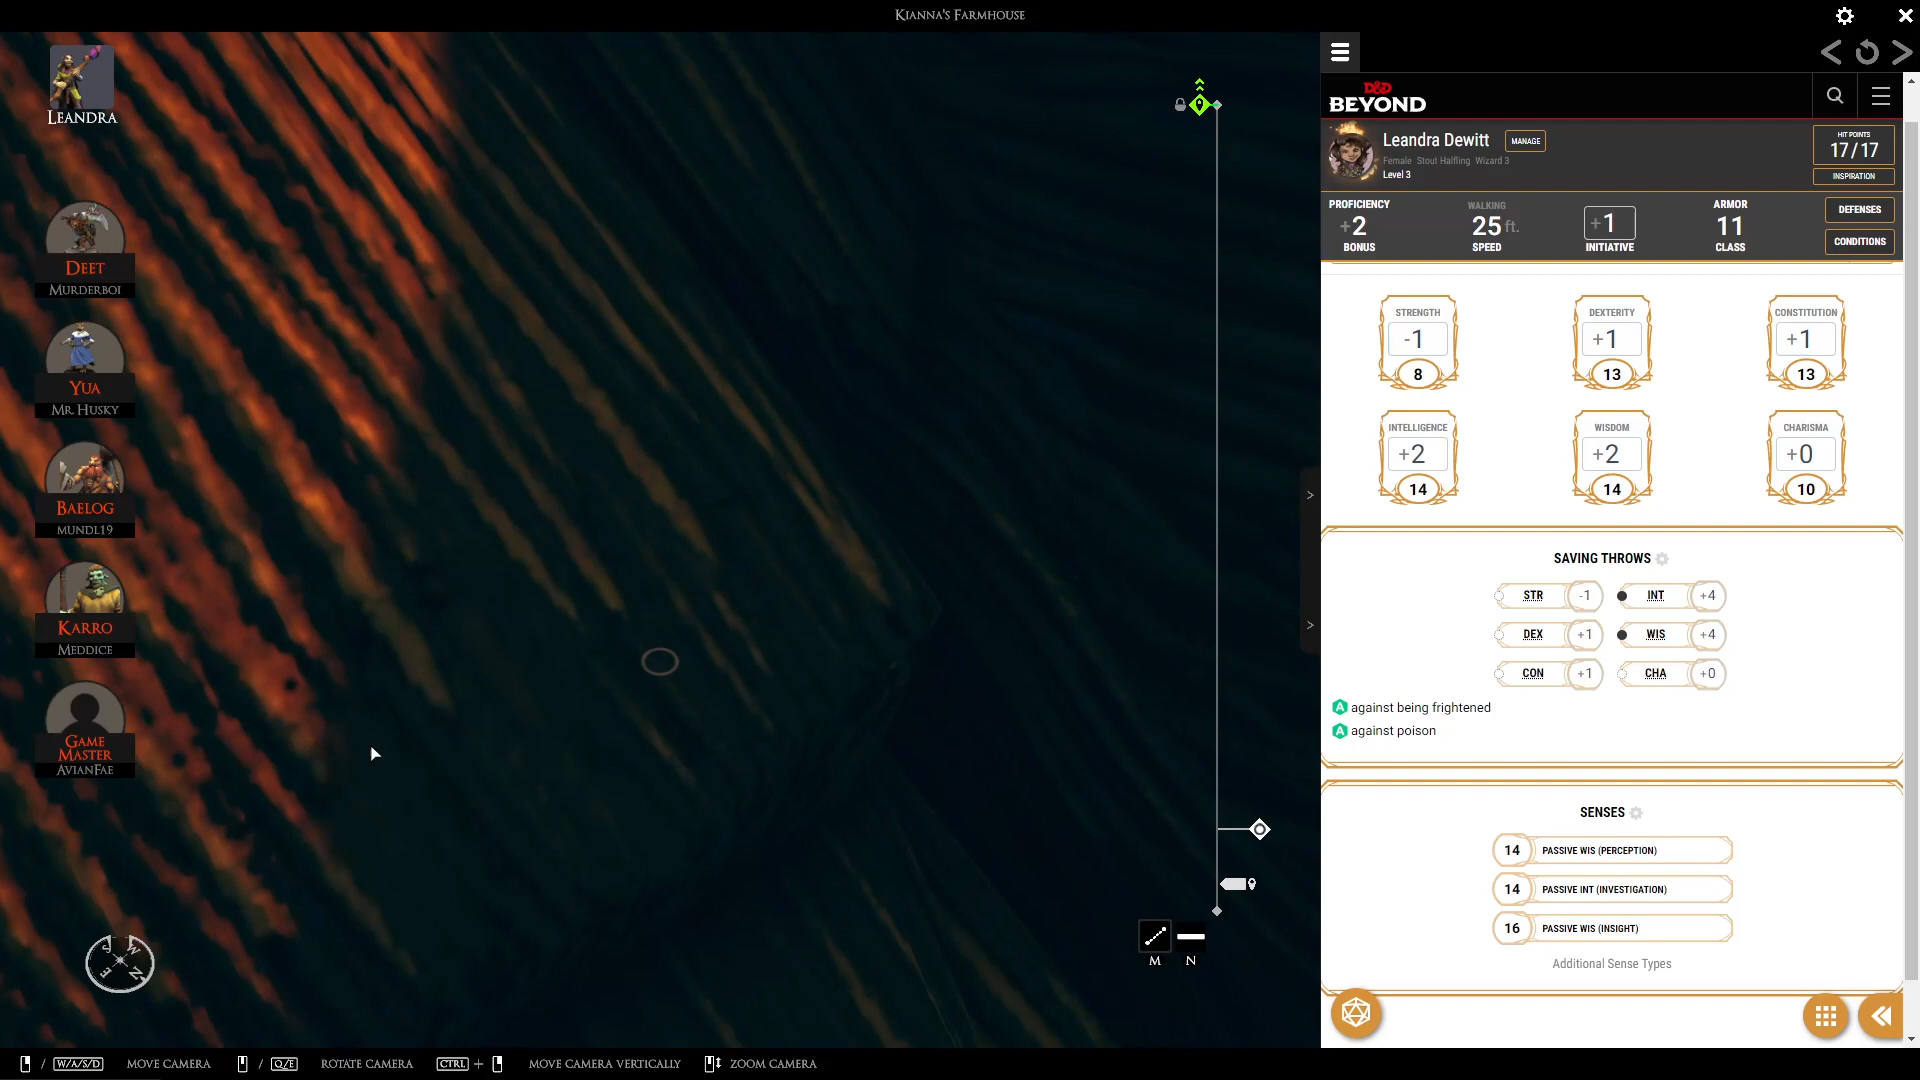 Kianna's Farmhouse
Leandra
Deet
Murderboi
Yua
Mr. Husky
Baelog
mundl19
Karro
Meddice
Game
Master
AvianFae
S W
E N
M N
D&D
BEYOND
Leandra Dewitt MANAGE
Female Stout Halfling Wizard 3
Level 3
HIT POINTS
17/17
INSPIRATION
PROFICIENCY
+2
BONUS
WALKING
25 ft.
SPEED
+1
INITIATIVE
ARMOR
11
CLASS
DEFENSES
CONDITIONS
STRENGTH
-1
8
DEXTERITY
+1
13
CONSTITUTION
+1
13
INTELLIGENCE
+2
14
WISDOM
+2
14
CHARISMA
+0
10
SAVING THROWS
STR -1 INT +4
DEX +1 WIS +4
CON +1 CHA +0
A against being frightened
A against poison
SENSES
14 PASSIVE WIS (PERCEPTION)
14 PASSIVE INT (INVESTIGATION)
16 PASSIVE WIS (INSIGHT)
Additional Sense Types
/ W/A/S/D Move Camera / Q/E Rotate Camera CTRL + Move Camera Vertically Zoom Camera